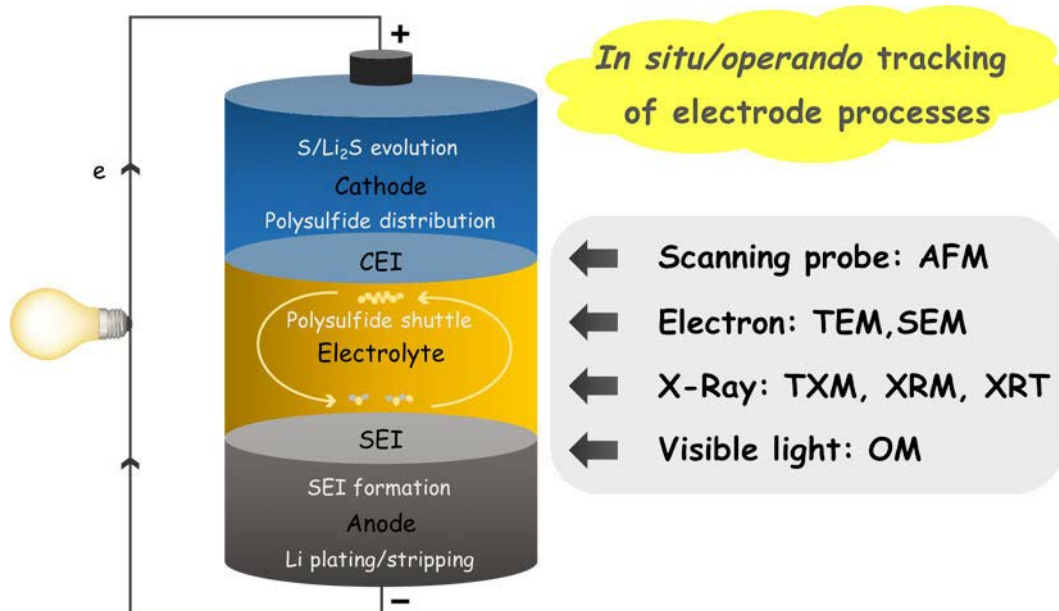 +
In situ/operando tracking
of electrode processes
e
S/Li₂S evolution
Cathode
Polysulfide distribution
CEI
Polysulfide shuttle
Electrolyte
SEI
SEI formation
Anode
Li plating/stripping
−
Scanning probe: AFM
Electron: TEM,SEM
X-Ray: TXM, XRM, XRT
Visible light: OM